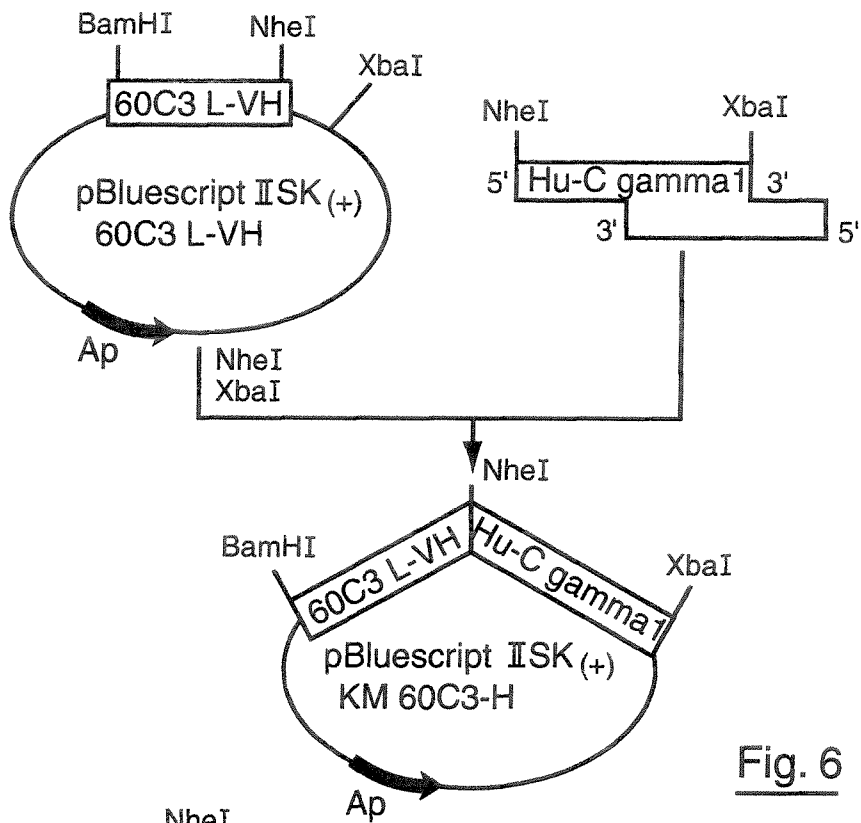 BamHI NheI
XbaI
60C3 L-VH
pBluescript IISK (+)
60C3 L-VH
Ap
NheI
XbaI
NheI XbaI
5' Hu-C gamma1 3'
3' 5'
NheI
BamHI
60C3 L-VH
Hu-C gamma1
XbaI
pBluescript IISK (+)
KM 60C3-H
Ap
Fig. 6
NheI